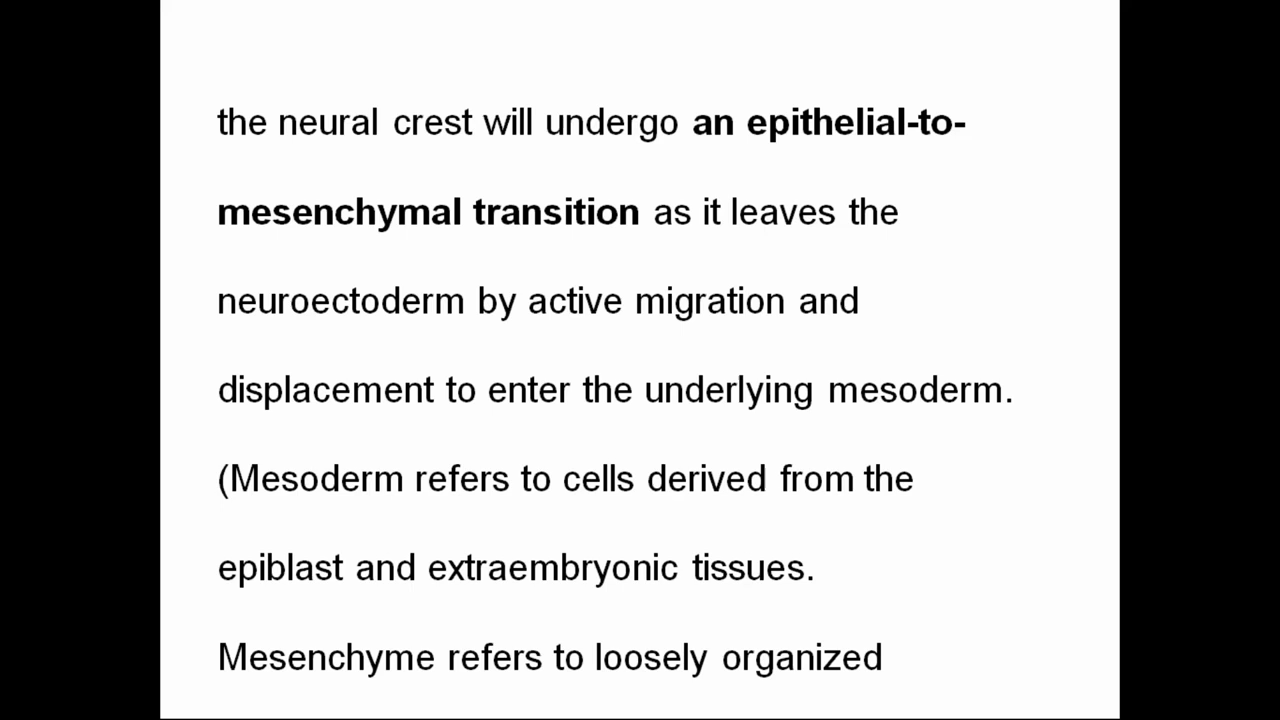 the neural crest will undergo an epithelial-to-
mesenchymal transition as it leaves the
neuroectoderm by active migration and
displacement to enter the underlying mesoderm.
(Mesoderm refers to cells derived from the
epiblast and extraembryonic tissues.
Mesenchyme refers to loosely organized